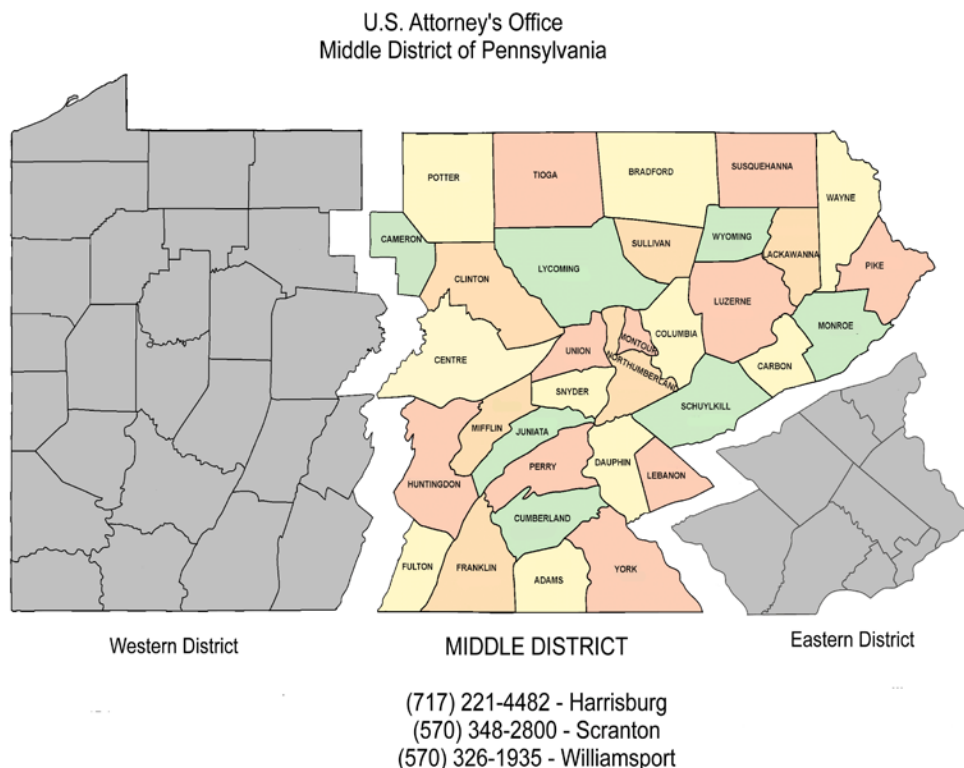 U.S. Attorney's Office
Middle District of Pennsylvania
POTTER
TIOGA
BRADFORD
SUSQUEHANNA
WAYNE
CAMERON
CLINTON
LYCOMING
SULLIVAN
WYOMING
LACKAWANNA
PIKE
LUZERNE
MONROE
CENTRE
UNION
MONTOUR
COLUMBIA
NORTHUMBERLAND
CARBON
SNYDER
SCHUYLKILL
MIFFLIN
JUNIATA
HUNTINGDON
PERRY
DAUPHIN
LEBANON
CUMBERLAND
FULTON
FRANKLIN
ADAMS
YORK
Western District
MIDDLE DISTRICT
Eastern District
(717) 221-4482 - Harrisburg
(570) 348-2800 - Scranton
(570) 326-1935 - Williamsport